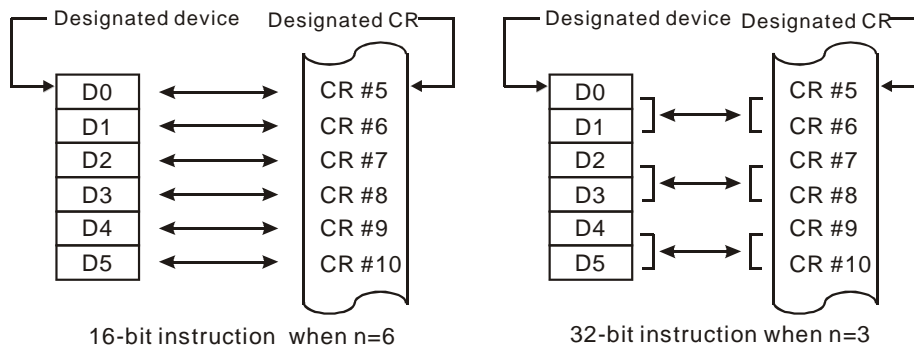 Designated device Designated CR
D0 CR #5
D1 CR #6
D2 CR #7
D3 CR #8
D4 CR #9
D5 CR #10
16-bit instruction when n=6
Designated device Designated CR
D0 CR #5
D1 CR #6
D2 CR #7
D3 CR #8
D4 CR #9
D5 CR #10
32-bit instruction when n=3